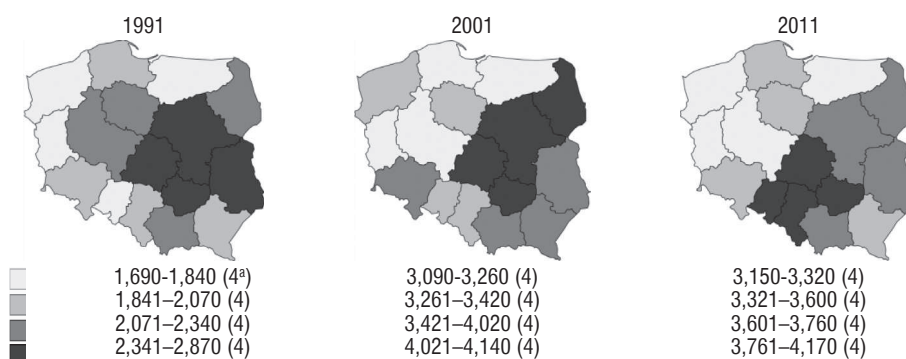 1991 2001 2011
1,690-1,840 (4ª) 3,090-3,260 (4) 3,150-3,320 (4)
1,841–2,070 (4) 3,261–3,420 (4) 3,321–3,600 (4)
2,071–2,340 (4) 3,421–4,020 (4) 3,601–3,760 (4)
2,341–2,870 (4) 4,021–4,140 (4) 3,761–4,170 (4)